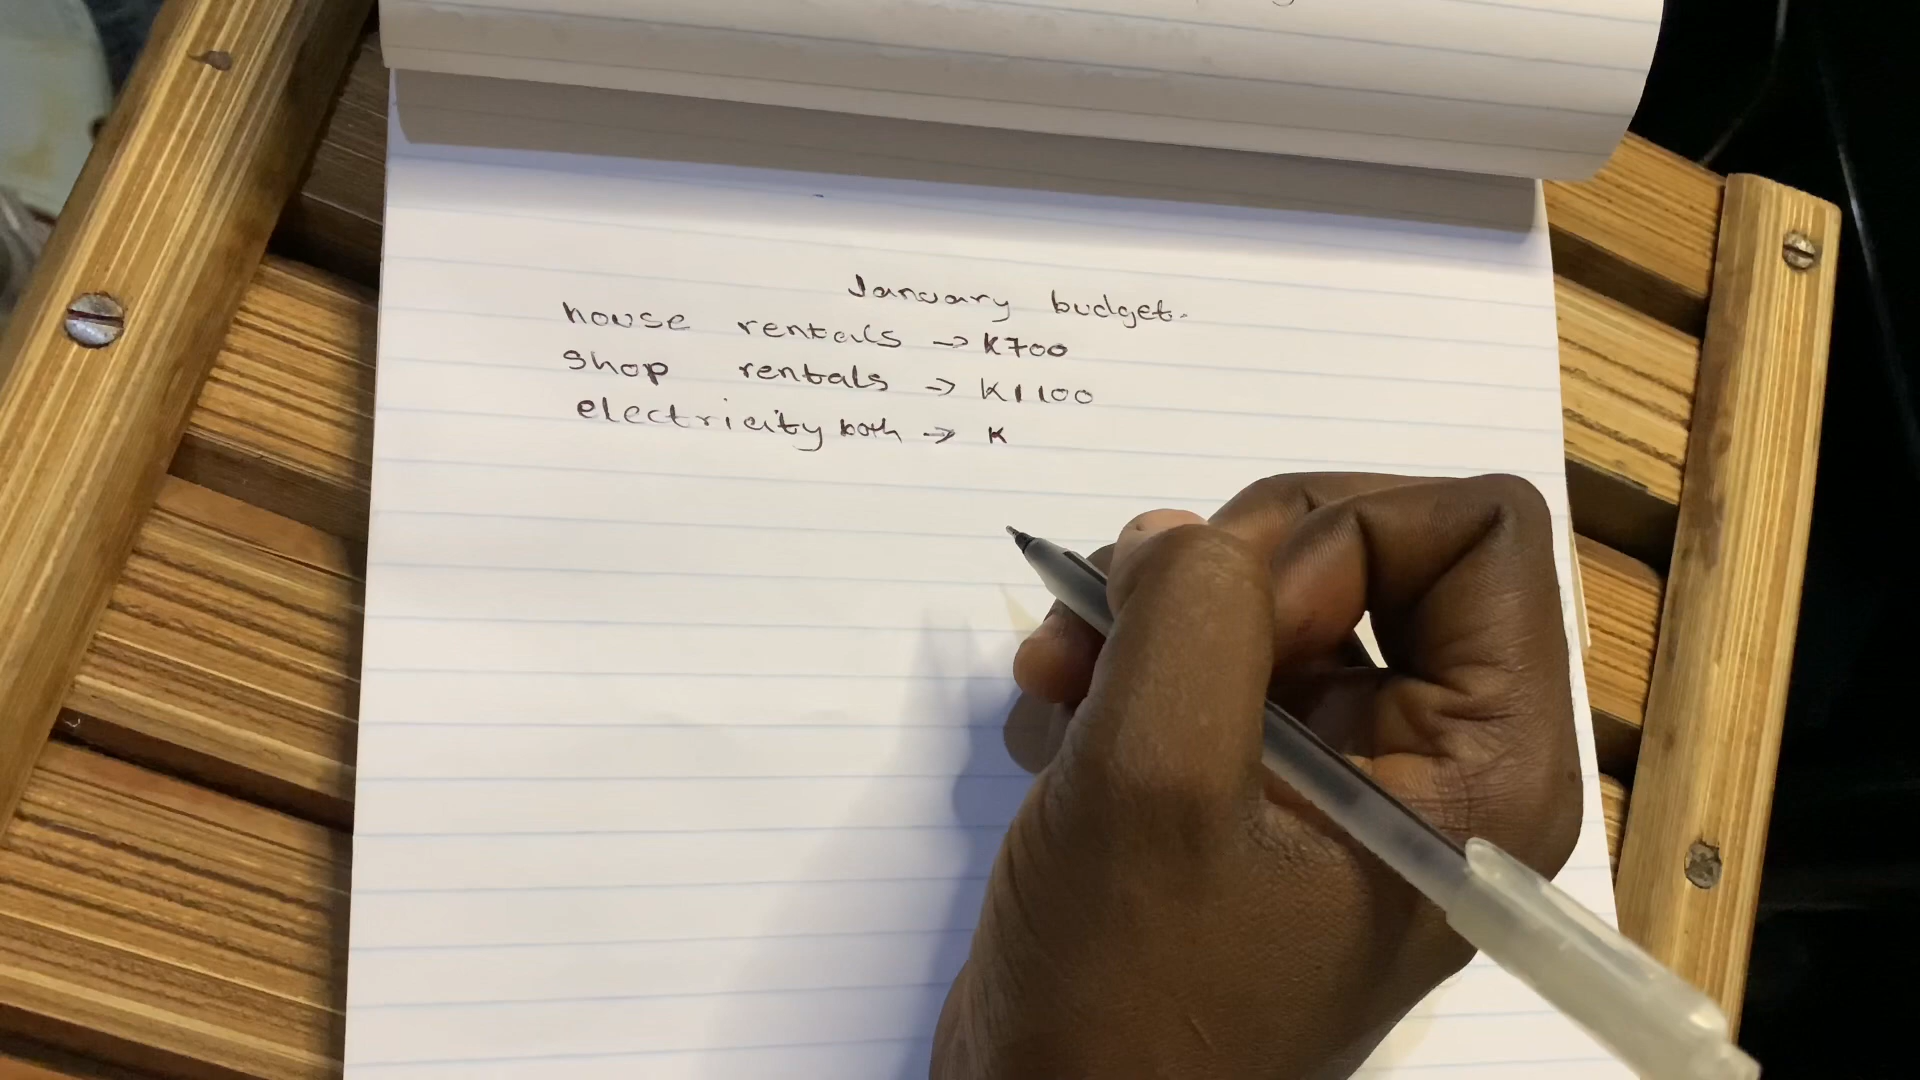 January budget.
house rentals → K700
shop rentals → K1100
electricity both → K